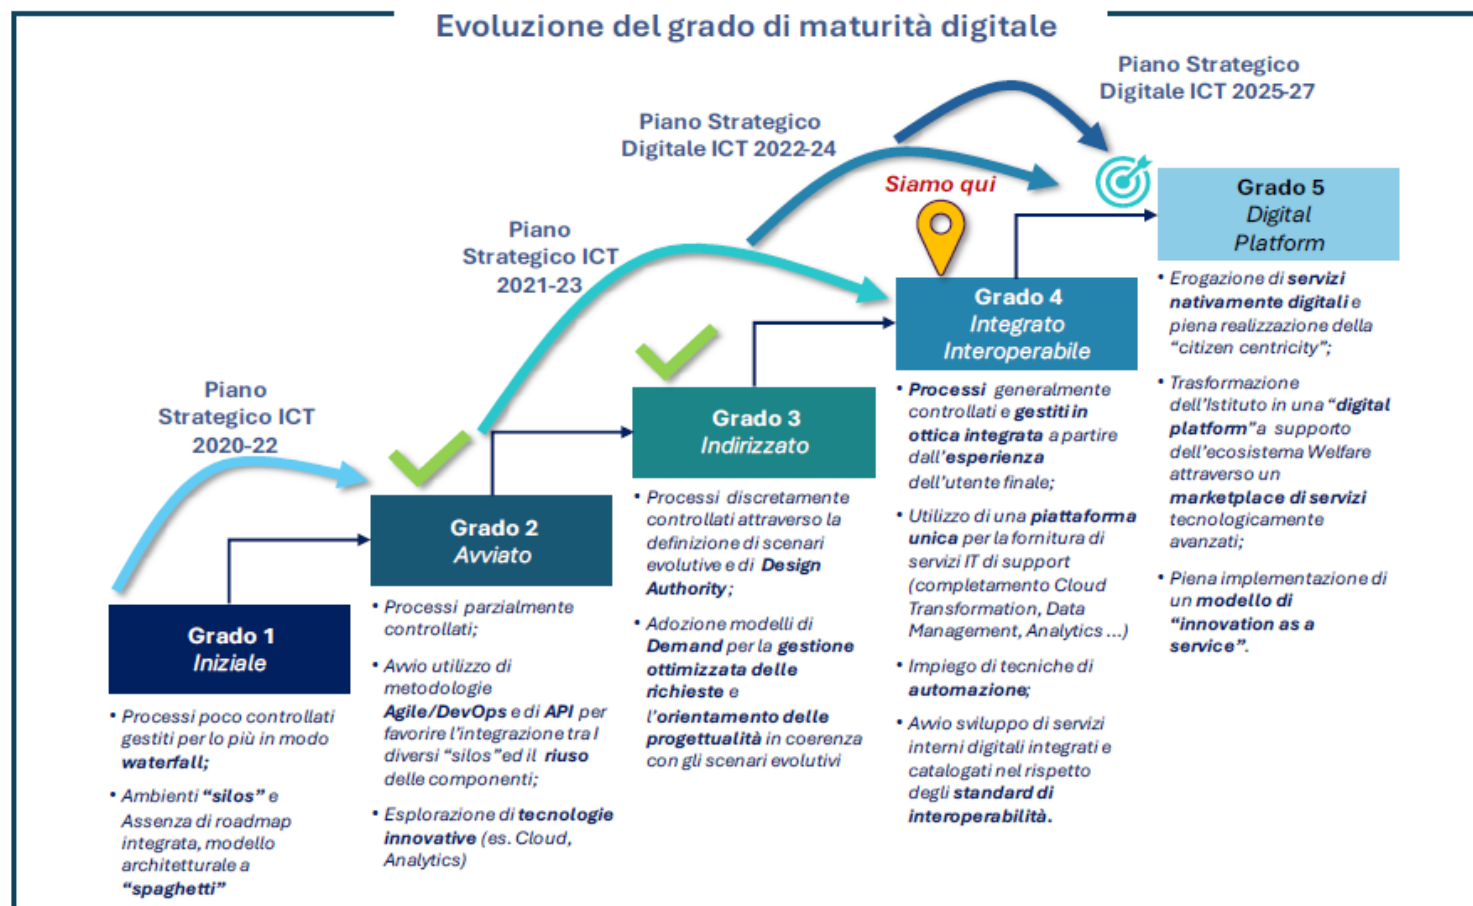 Evoluzione del grado di maturità digitale
Piano Strategico
Digitale ICT 2025-27
Piano Strategico
Digitale ICT 2022-24
Siamo qui
Piano
Strategico ICT
2021-23
Piano
Strategico ICT
2020-22
Grado 1
Iniziale
• Processi poco controllati
gestiti per lo più in modo
waterfall;
• Ambienti “silos” e
Assenza di roadmap
integrata, modello
architetturale a
“spaghetti”
Grado 2
Avviato
• Processi parzialmente
controllati;
• Avvio utilizzo di
metodologie
Agile/DevOps e di API per
favorire l'integrazione tra I
diversi “silos”ed il riuso
delle componenti;
• Esplorazione di tecnologie
innovative (es. Cloud,
Analytics)
Grado 3
Indirizzato
• Processi discretamente
controllati attraverso la
definizione di scenari
evolutive e di Design
Authority;
• Adozione modelli di
Demand per la gestione
ottimizzata delle
richieste e
l'orientamento delle
progettualità in coerenza
con gli scenari evolutivi
Grado 4
Integrato
Interoperabile
• Processi generalmente
controllati e gestiti in
ottica integrata a partire
dall'esperienza
dell'utente finale;
• Utilizzo di una piattaforma
unica per la fornitura di
servizi IT di support
(completamento Cloud
Transformation, Data
Management, Analytics ...)
• Impiego di tecniche di
automazione;
• Avvio sviluppo di servizi
interni digitali integrati e
catalogati nel rispetto
degli standard di
interoperabilità.
Grado 5
Digital
Platform
• Erogazione di servizi
nativamente digitali e
piena realizzazione della
“citizen centricity”;
• Trasformazione
dell'Istituto in una “digital
platform”a supporto
dell'ecosistema Welfare
attraverso un
marketplace di servizi
tecnologicamente
avanzati;
• Piena implementazione di
un modello di
“innovation as a
service”.